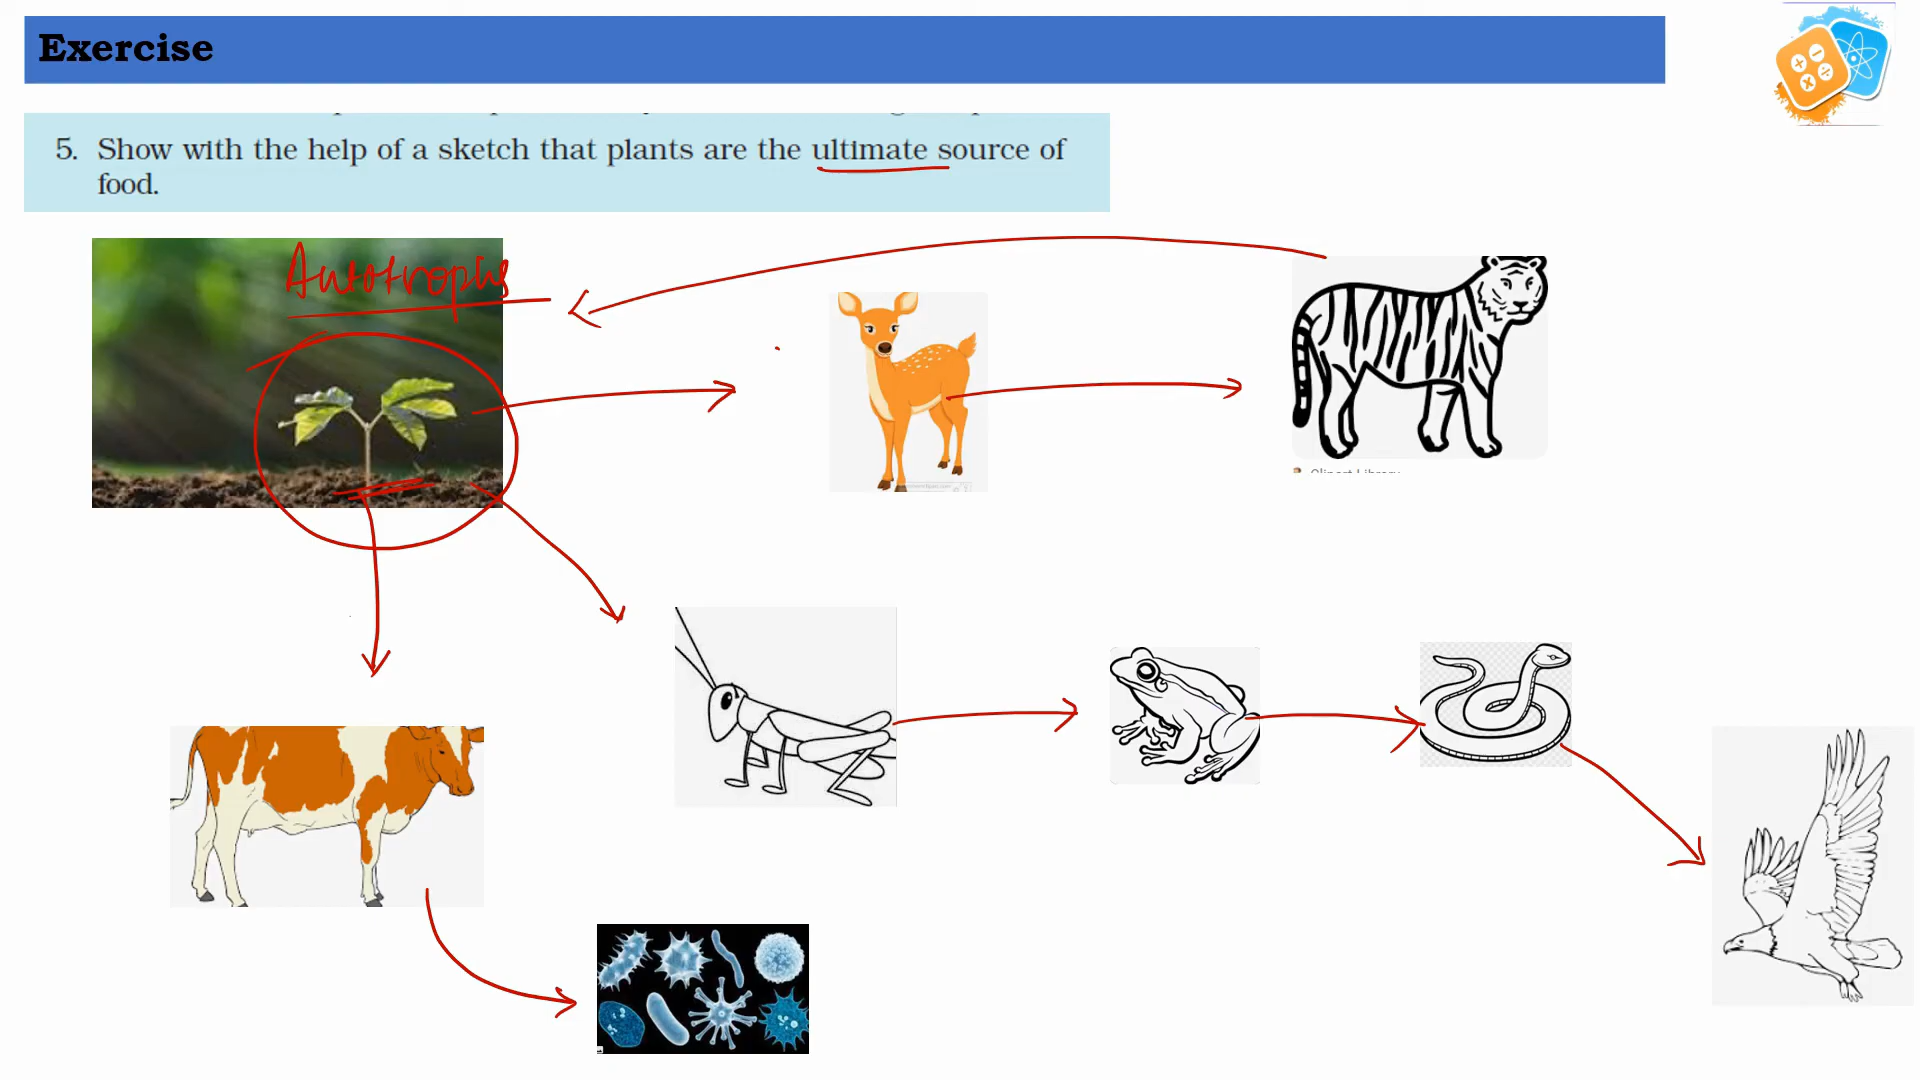 Exercise
5. Show with the help of a sketch that plants are the ultimate source of
food.
Autotrophs